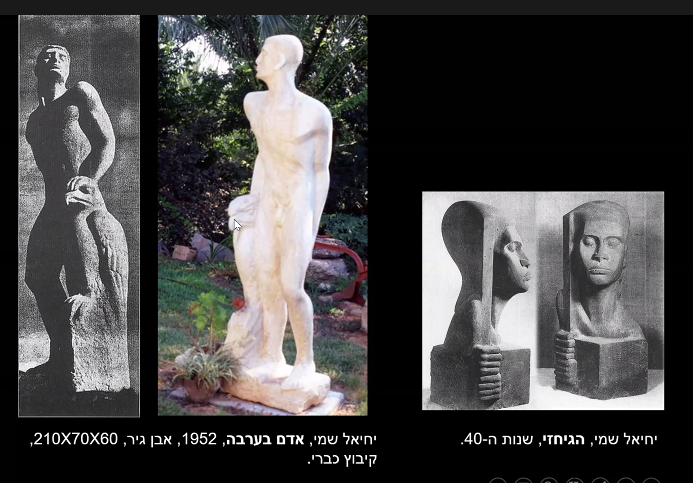 יחיאל שמי, הגיחזי, שנות ה-40.
יחיאל שמי, אדם בערבה, 1952, אבן גיר, 210X70X60,
קיבוץ כברי.